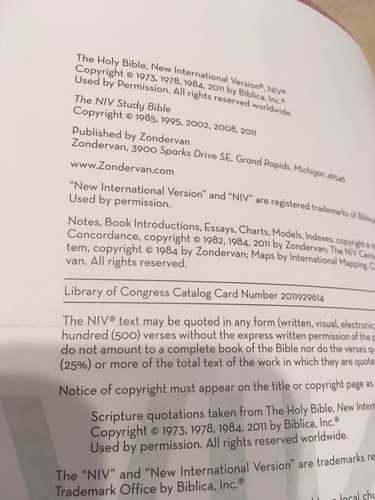 The Holy Bible, New International Version®, NIV®
Copyright © 1973, 1978, 1984, 2011 by Biblica, Inc.®
Used by Permission. All rights reserved worldwide.
The NIV Study Bible
Copyright © 1985, 1995, 2002, 2008, 2011
Published by Zondervan
Zondervan, 3900 Sparks Drive SE, Grand Rapids, Michigan 49546
www.Zondervan.com
"New International Version" and "NIV" are registered trademarks of Biblica
Used by permission.
Notes, Book Introductions, Essays, Charts, Models, Indexes, copyright ©
Concordance, copyright © 1982, 1984, 2011 by Zondervan; The NIV
tem, copyright © 1984 by Zondervan; Maps by International Mapping,
van. All rights reserved.
Library of Congress Catalog Card Number 2011929614
The NIV® text may be quoted in any form (written, visual, electronic
hundred (500) verses without the express written permission of the
do not amount to a complete book of the Bible nor do the verses
(25%) or more of the total text of the work in which they are quote
Notice of copyright must appear on the title or copyright page as
Scripture quotations taken from The Holy Bible, New
Copyright © 1973, 1978, 1984, 2011 by Biblica, Inc.®
Used by permission. All rights reserved worldwide.
The "NIV" and "New International Version" are trademarks
Trademark Office by Biblica, Inc.®